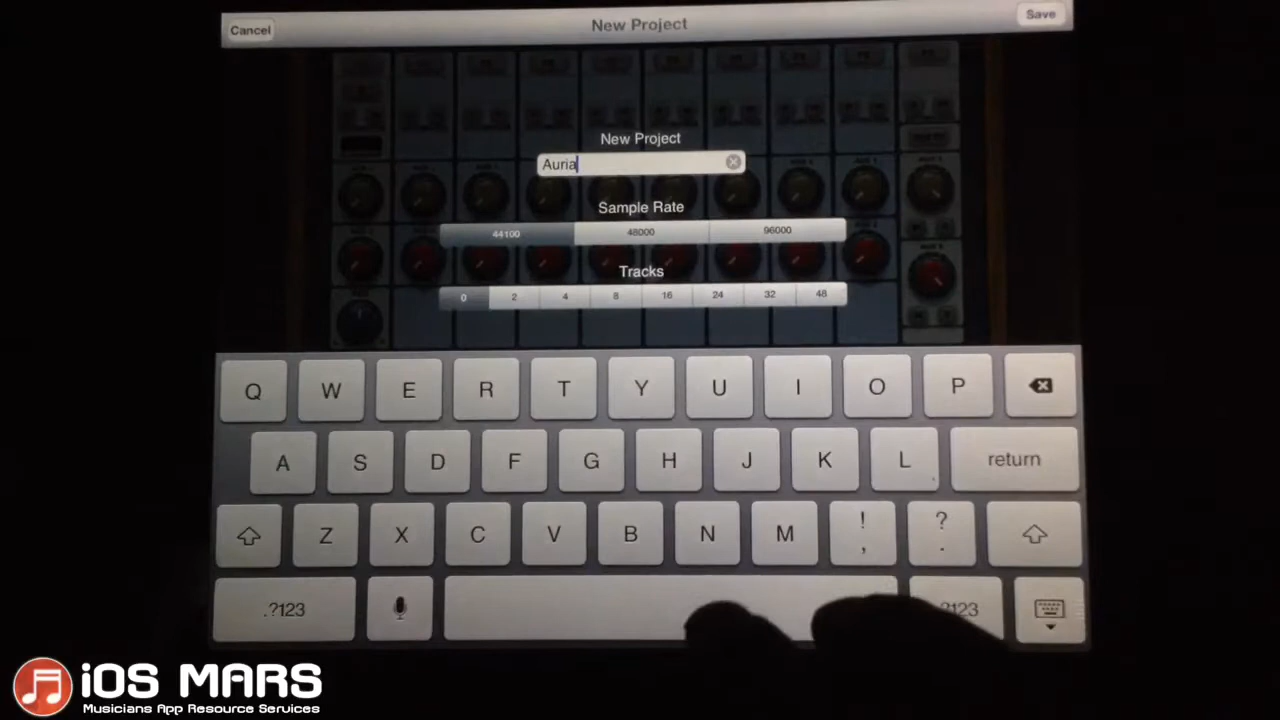 Cancel
New Project
Save
New Project
Auria
Sample Rate
44100 48000 96000
Tracks
0 2 4 8 16 24 32 48
Q W E R T Y U I O P
A S D F G H J K L return
Z X C V B N M ! , ? .
.?123
iOS MARS
Musicians App Resource Services